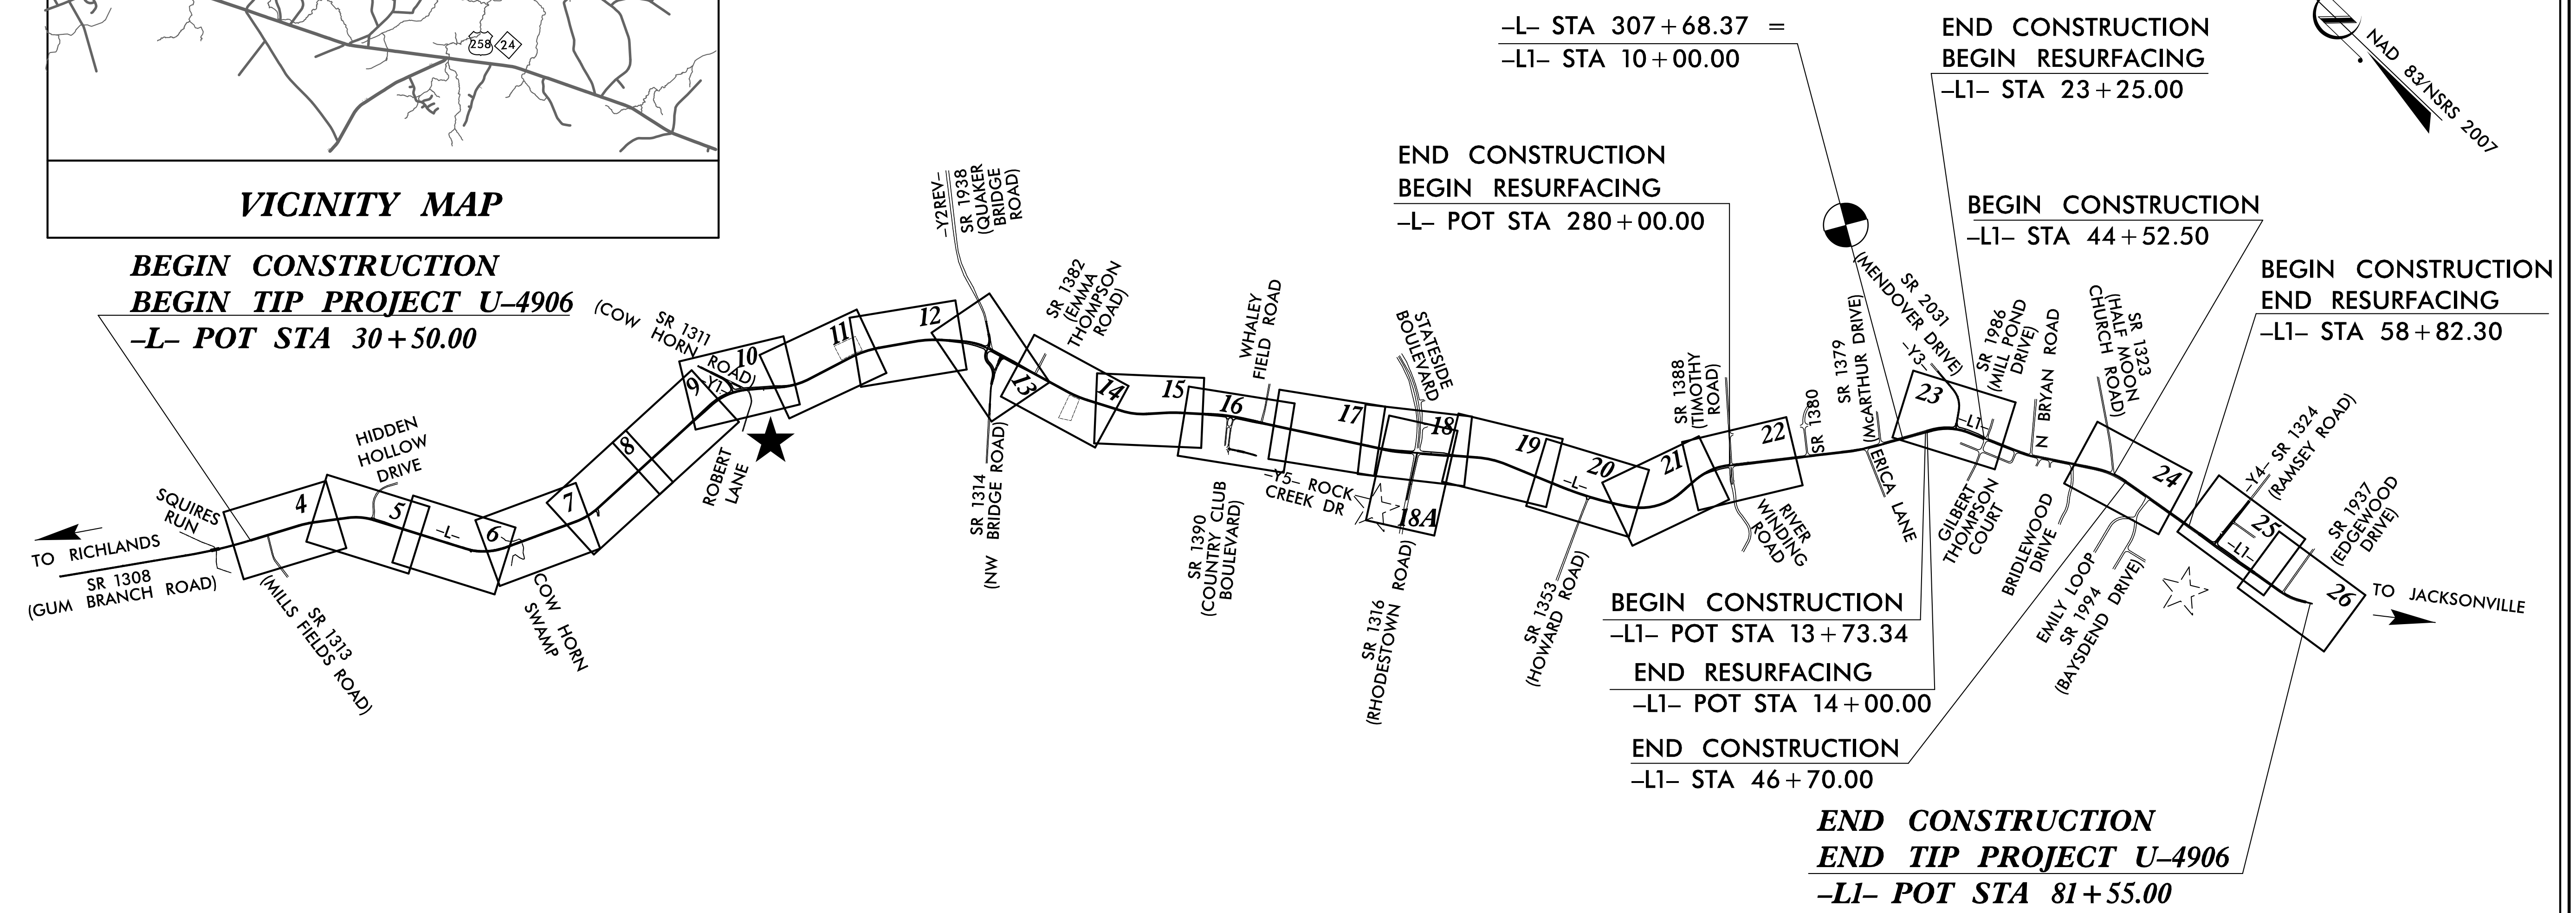 258
24
VICINITY MAP
–L– STA 307+68.37 =
–L1– STA 10+00.00
END CONSTRUCTION
BEGIN RESURFACING
–L1– STA 23+25.00
NAD 83/NSRS 2007
END CONSTRUCTION
BEGIN RESURFACING
–L– POT STA 280+00.00
BEGIN CONSTRUCTION
–L1– STA 44+52.50
BEGIN CONSTRUCTION
END RESURFACING
–L1– STA 58+82.30
BEGIN CONSTRUCTION
BEGIN TIP PROJECT U–4906
–L– POT STA 30+50.00
TO RICHLANDS
SR 1308
(GUM BRANCH ROAD)
SQUIRES
RUN
4
SR 1313
(MILLS FIELDS ROAD)
HIDDEN
HOLLOW
DRIVE
5
–L–
6
COW HORN
SWAMP
7
8
9
SR 1311
(COW HORN ROAD)
–Y1–
10
ROBERT
LANE
11
12
–Y2REV–
SR 1938
(QUAKER
BRIDGE
ROAD)
SR 1314
(NW BRIDGE ROAD)
13
SR 1382
(EMMA
THOMPSON
ROAD)
14
15
16
SR 1390
(COUNTRY CLUB
BOULEVARD)
WHALEY
FIELD ROAD
–Y5– ROCK
CREEK DR
17
STATESIDE
BOULEVARD
18
18A
SR 1316
(RHODESTOWN ROAD)
19
–L–
20
SR 1353
(HOWARD ROAD)
21
SR 1388
(TIMOTHY
ROAD)
RIVER
WINDING
ROAD
22
SR 1380
SR 1379
(McARTHUR DRIVE)
ERICA LANE
SR 2031
(MENDOVER DRIVE)
–Y3–
23
–L1–
SR 1986
(MILL POND
DRIVE)
GILBERT
THOMPSON
COURT
N BRYAN ROAD
BRIDLEWOOD
DRIVE
SR 1323
(HALF MOON
CHURCH ROAD)
24
EMILY LOOP
SR 1994
(BAYSDEND DRIVE)
–Y4– SR 1324
(RAMSEY ROAD)
25
–L1–
SR 1937
(EDGEWOOD
DRIVE)
26
TO JACKSONVILLE
BEGIN CONSTRUCTION
–L1– POT STA 13+73.34
END RESURFACING
–L1– POT STA 14+00.00
END CONSTRUCTION
–L1– STA 46+70.00
END CONSTRUCTION
END TIP PROJECT U–4906
–L1– POT STA 81+55.00